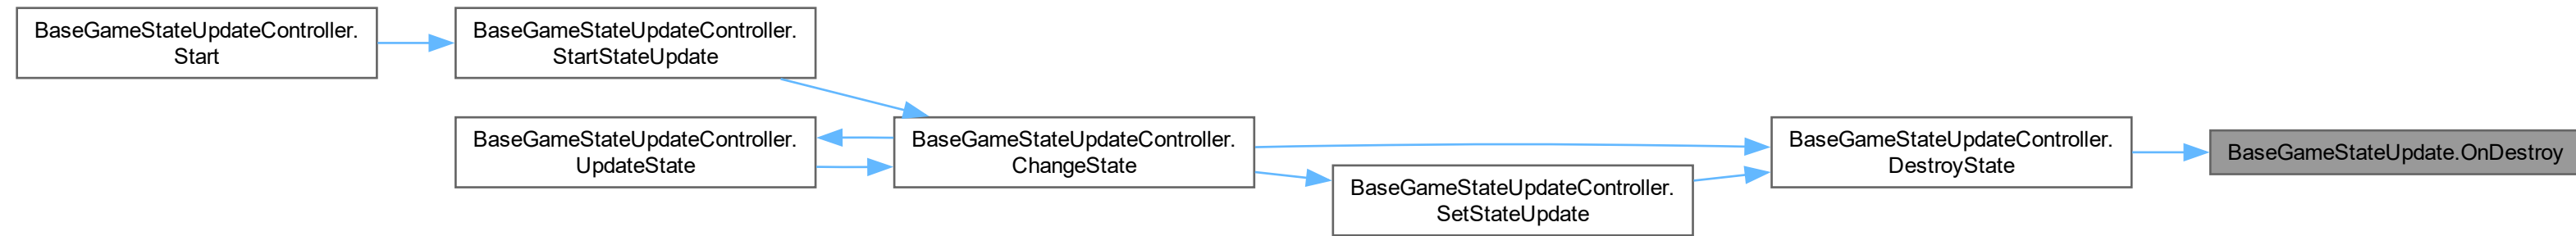 BaseGameStateUpdateController.
Start
BaseGameStateUpdateController.
StartStateUpdate
BaseGameStateUpdateController.
UpdateState
BaseGameStateUpdateController.
ChangeState
BaseGameStateUpdateController.
SetStateUpdate
BaseGameStateUpdateController.
DestroyState
BaseGameStateUpdate.OnDestroy